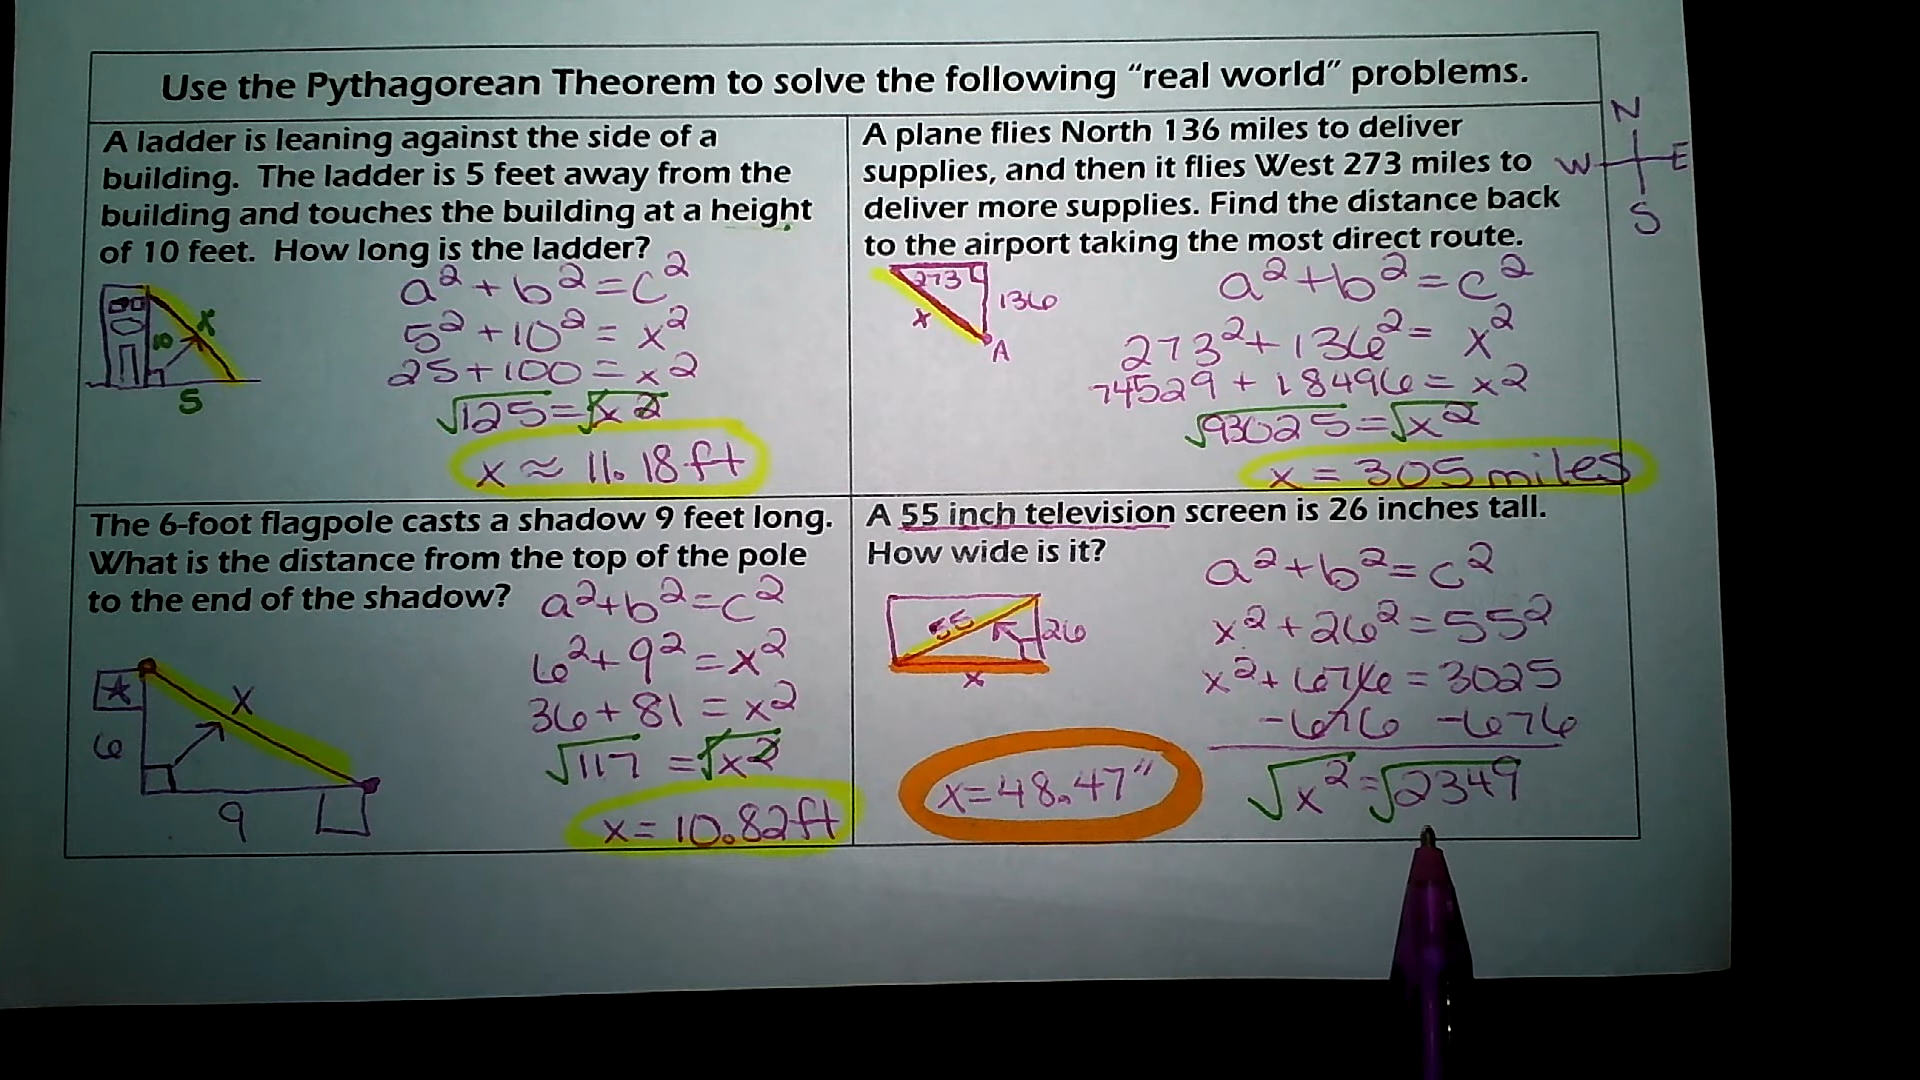 Use the Pythagorean Theorem to solve the following “real world” problems.
A ladder is leaning against the side of a
building. The ladder is 5 feet away from the
building and touches the building at a height
of 10 feet. How long is the ladder?
a²+b²=c²
5²+10²=x²
25+100=x²
√125=√x²
x≈11.18ft
10
x
5
A plane flies North 136 miles to deliver
supplies, and then it flies West 273 miles to
deliver more supplies. Find the distance back
to the airport taking the most direct route.
N
W E
S
273
136
x
A
a²+b²=c²
273²+136²=x²
74529+18496=x²
√93025=√x²
x=305miles
The 6-foot flagpole casts a shadow 9 feet long.
What is the distance from the top of the pole
to the end of the shadow?
a²+b²=c²
6²+9²=x²
36+81=x²
√117=√x²
x=10.82ft
x
6
9
A 55 inch television screen is 26 inches tall.
How wide is it?
55
26
x
a²+b²=c²
x²+26²=55²
x²+676=3025
-676 -676
√x²=√2349
x=48.47"